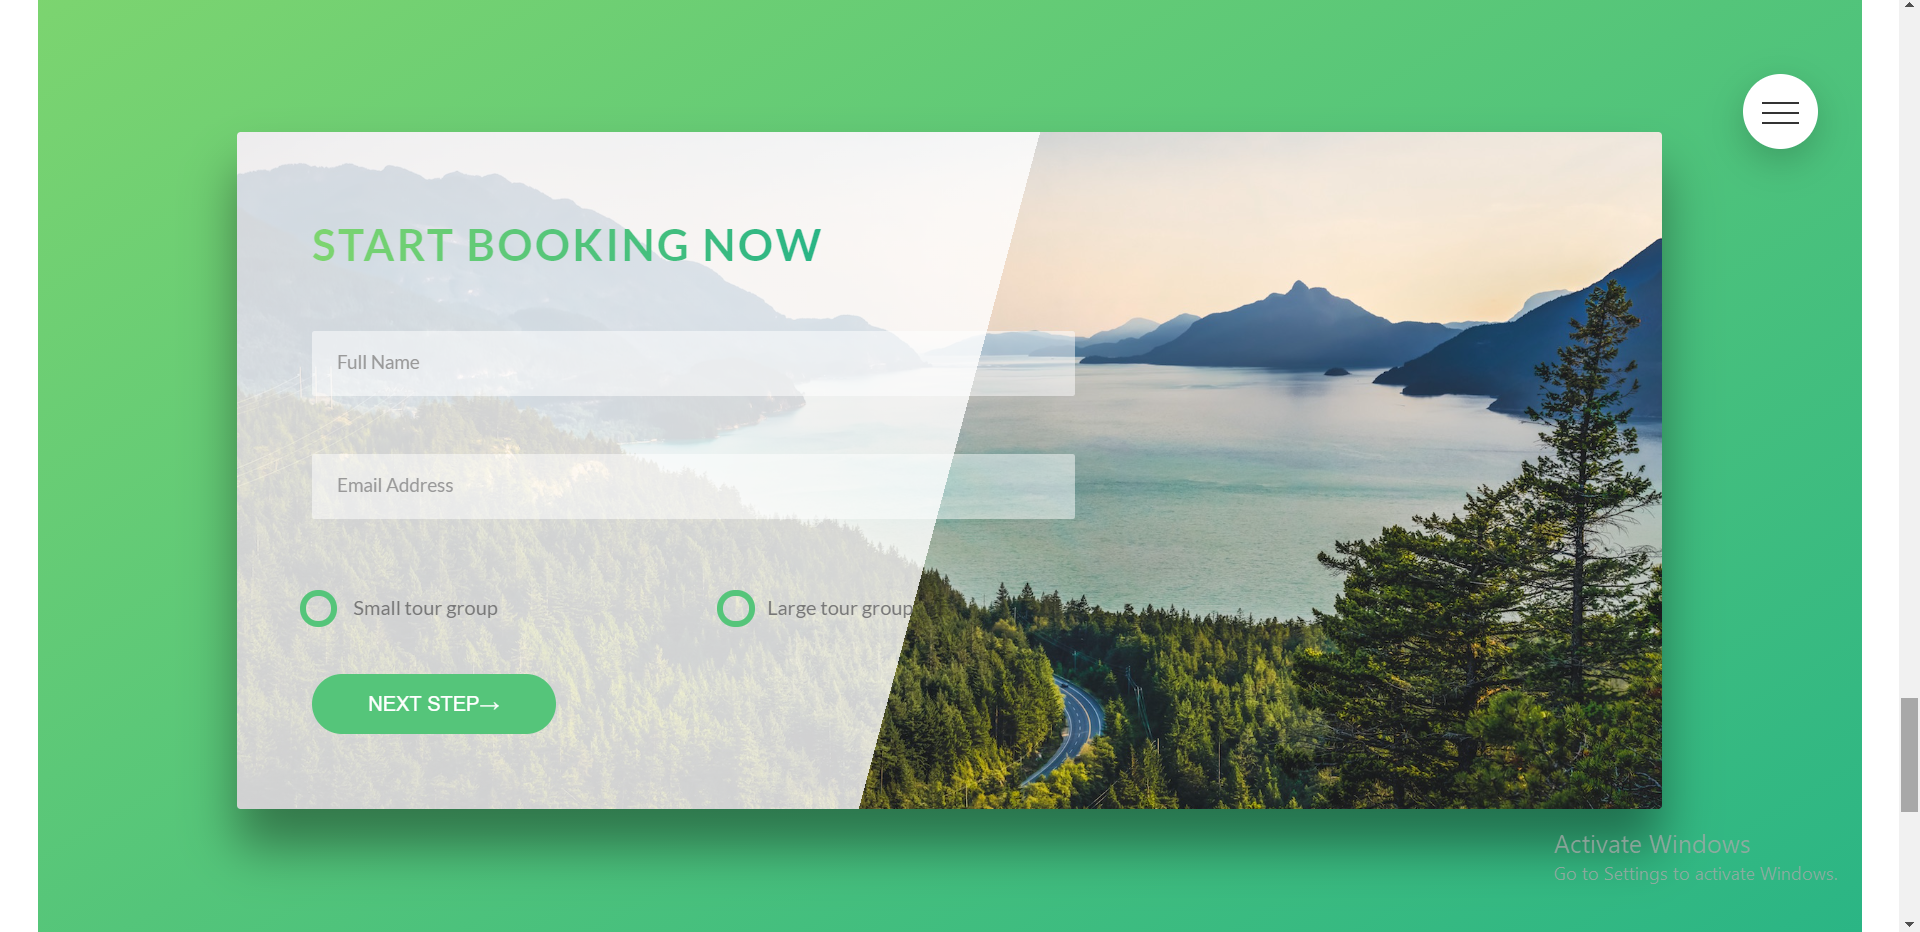 START BOOKING NOW
Full Name
Email Address
Small tour group
Large tour group
NEXT STEP→
Activate Windows
Go to Settings to activate Windows.